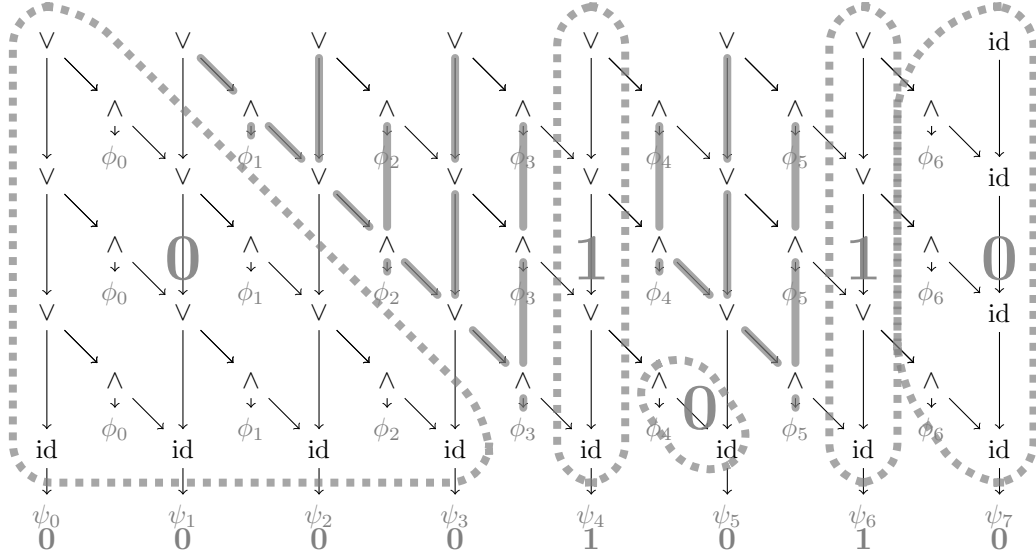 ∨ ∨ ∨ ∨ ∨ ∨ ∨ id
∧ ∧ ∧ ∧ ∧ ∧ ∧
ϕ₀ ϕ₁ ϕ₂ ϕ₃ ϕ₄ ϕ₅ ϕ₆
∨ ∨ ∨ ∨ ∨ ∨ ∨ id
∧ ∧ ∧ ∧ ∧ ∧ ∧
0 1 1 0
ϕ₀ ϕ₁ ϕ₂ ϕ₃ ϕ₄ ϕ₅ ϕ₆
∨ ∨ ∨ ∨ ∨ ∨ ∨ id
∧ ∧ ∧ ∧ ∧ ∧ ∧
0
ϕ₀ ϕ₁ ϕ₂ ϕ₃ ϕ₄ ϕ₅ ϕ₆
id id id id id id id id
ψ₀ ψ₁ ψ₂ ψ₃ ψ₄ ψ₅ ψ₆ ψ₇
0 0 0 0 1 0 1 0